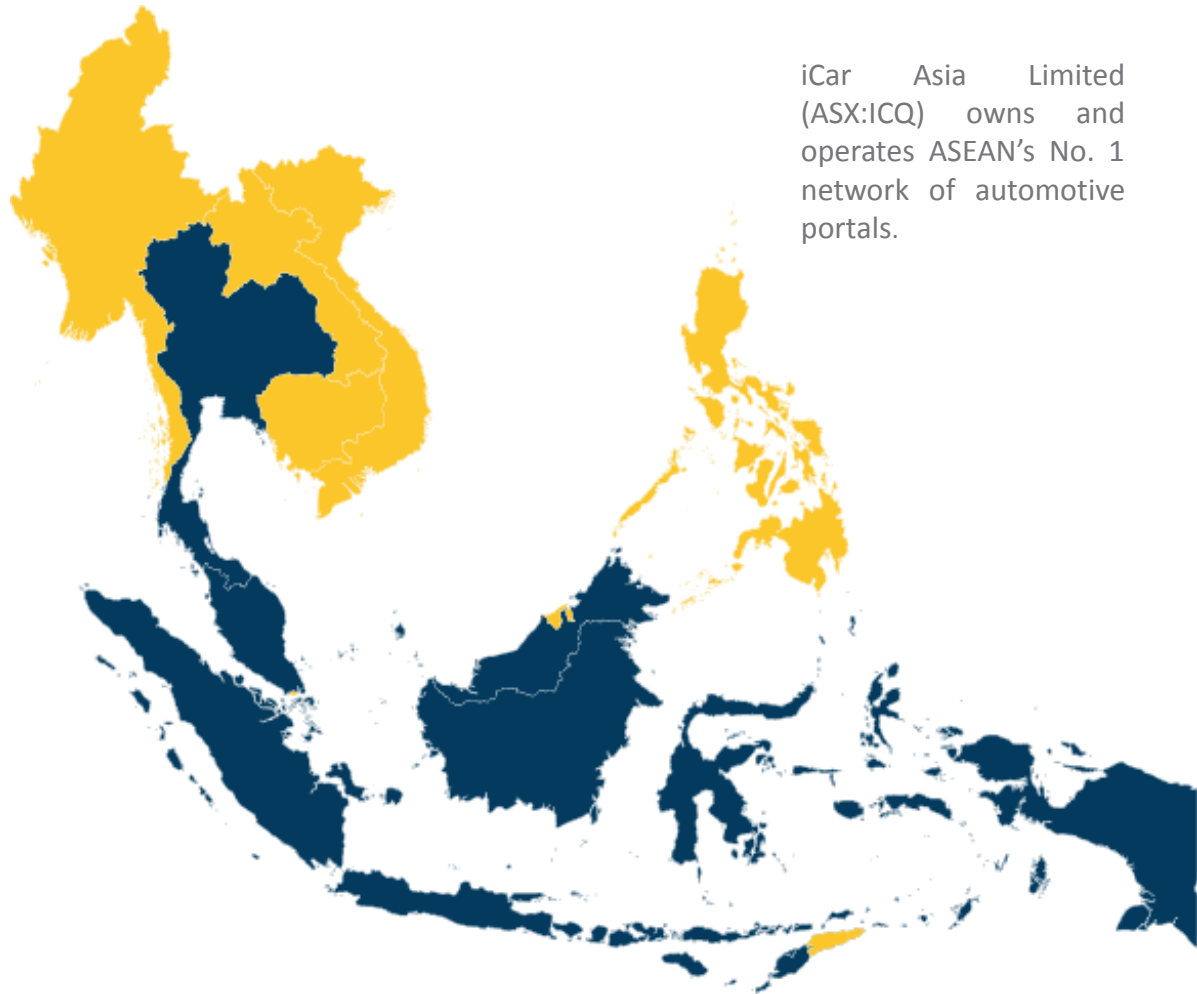 iCar Asia Limited
(ASX:ICQ) owns and
operates ASEAN’s No. 1
network of automotive
portals.